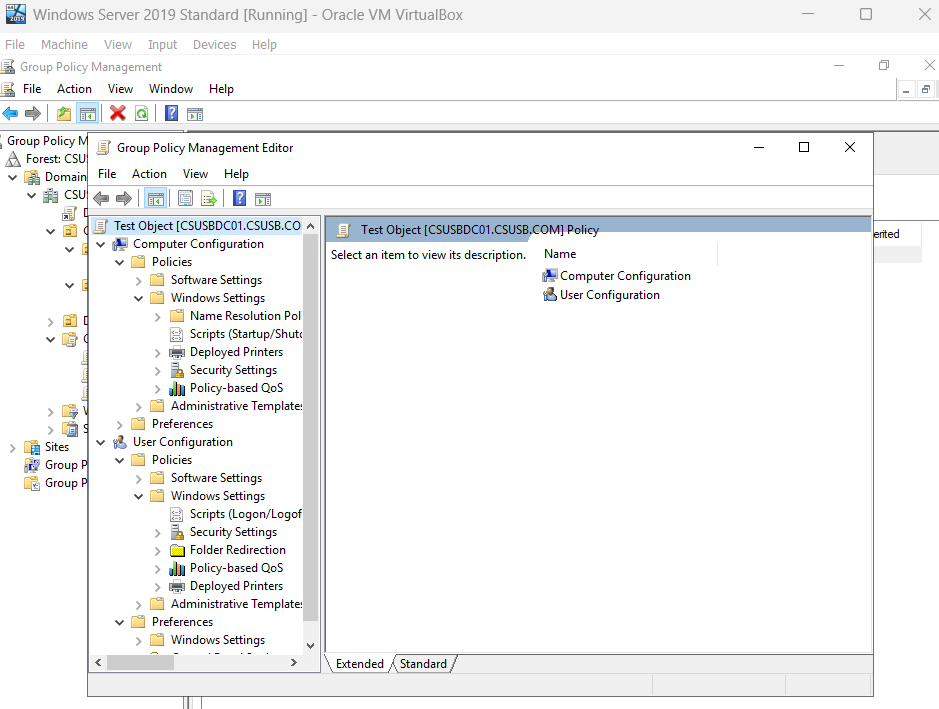 Windows Server 2019 Standard [Running] - Oracle VM VirtualBox
File Machine View Input Devices Help
Group Policy Management
File Action View Window Help
Group Policy M
Forest: CSUS
Domain
CSU
Sites
Group P
Group P
erited
Group Policy Management Editor
File Action View Help
Test Object [CSUSBDC01.CSUSB.CO
Computer Configuration
Policies
Software Settings
Windows Settings
Name Resolution Pol
Scripts (Startup/Shutd
Deployed Printers
Security Settings
Policy-based QoS
Administrative Templates
Preferences
User Configuration
Policies
Software Settings
Windows Settings
Scripts (Logon/Logof
Security Settings
Folder Redirection
Policy-based QoS
Deployed Printers
Administrative Templates
Preferences
Windows Settings
Test Object [CSUSBDC01.CSUSB.COM] Policy
Select an item to view its description.
Name
Computer Configuration
User Configuration
Extended Standard